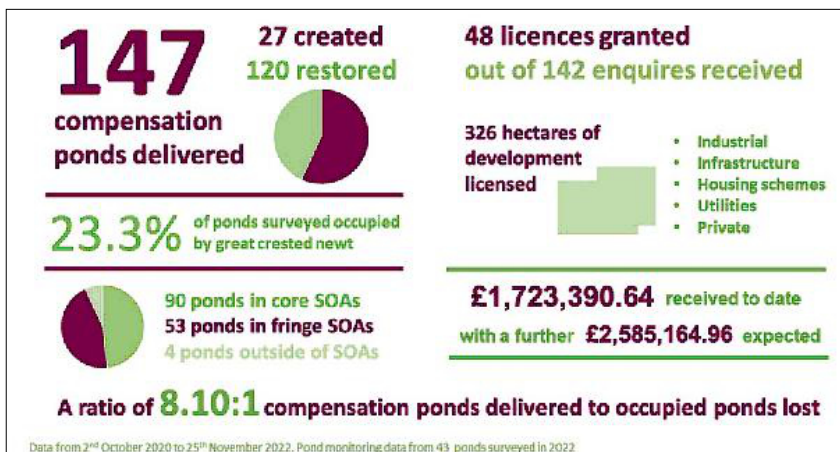 147
compensation
ponds delivered
27 created
120 restored
23.3% of ponds surveyed occupied
by great crested newt
90 ponds in core SOAs
53 ponds in fringe SOAs
4 ponds outside of SOAs
48 licences granted
out of 142 enquires received
326 hectares of
development
licensed
• Industrial
• Infrastructure
• Housing schemes
• Utilities
• Private
£1,723,390.64 received to date
with a further £2,585,164.96 expected
A ratio of 8.10:1 compensation ponds delivered to occupied ponds lost
Data from 2nd October 2020 to 25th November 2022. Pond monitoring data from 43 ponds surveyed in 2022